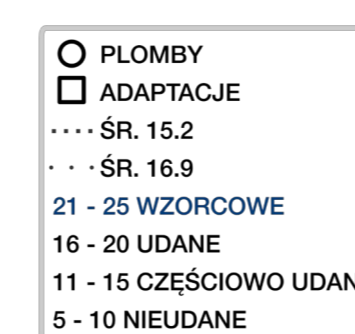 PLOMBY
ADAPTACJE
ŚR. 15.2
ŚR. 16.9
21 - 25 WZORCOWE
16 - 20 UDANE
11 - 15 CZĘŚCIOWO UDAN
5 - 10 NIEUDANE